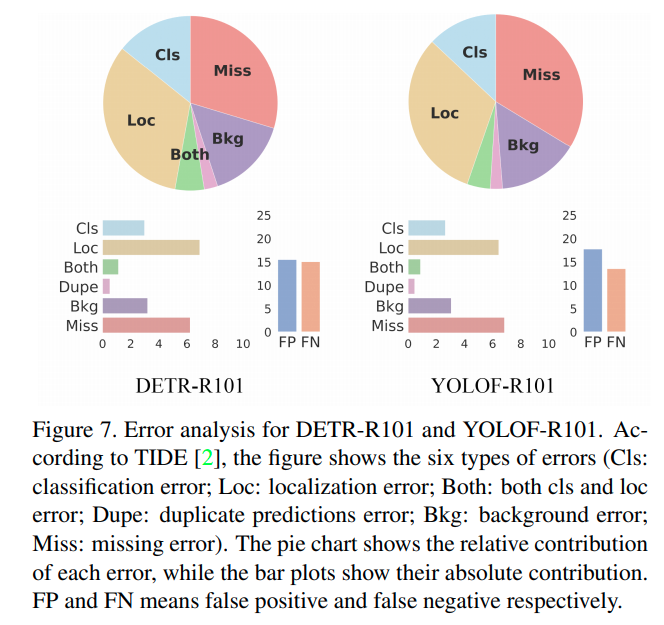 Cls
Miss
Loc
Bkg
Both
Cls
Miss
Loc
Bkg
Cls
Loc
Both
Dupe
Bkg
Miss
0 2 4 6 8 10
25
20
15
10
5
0
FP FN
Cls
Loc
Both
Dupe
Bkg
Miss
0 2 4 6 8 10
25
20
15
10
5
0
FP FN
DETR-R101
YOLOF-R101
Figure 7. Error analysis for DETR-R101 and YOLOF-R101. Ac-
cording to TIDE [2], the figure shows the six types of errors (Cls:
classification error; Loc: localization error; Both: both cls and loc
error; Dupe: duplicate predictions error; Bkg: background error;
Miss: missing error). The pie chart shows the relative contribution
of each error, while the bar plots show their absolute contribution.
FP and FN means false positive and false negative respectively.